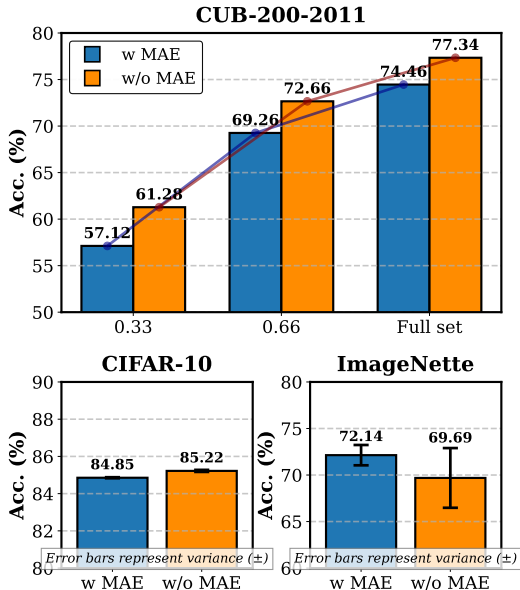 CUB-200-2011
Acc. (%)
80
75
70
65
60
55
50
w MAE
w/o MAE
57.12
61.28
69.26
72.66
74.46
77.34
0.33
0.66
Full set
CIFAR-10
Acc. (%)
90
88
86
84
82
80
84.85
85.22
Error bars represent variance (±)
w MAE
w/o MAE
ImageNette
Acc. (%)
80
75
70
65
60
72.14
69.69
Error bars represent variance (±)
w MAE
w/o MAE